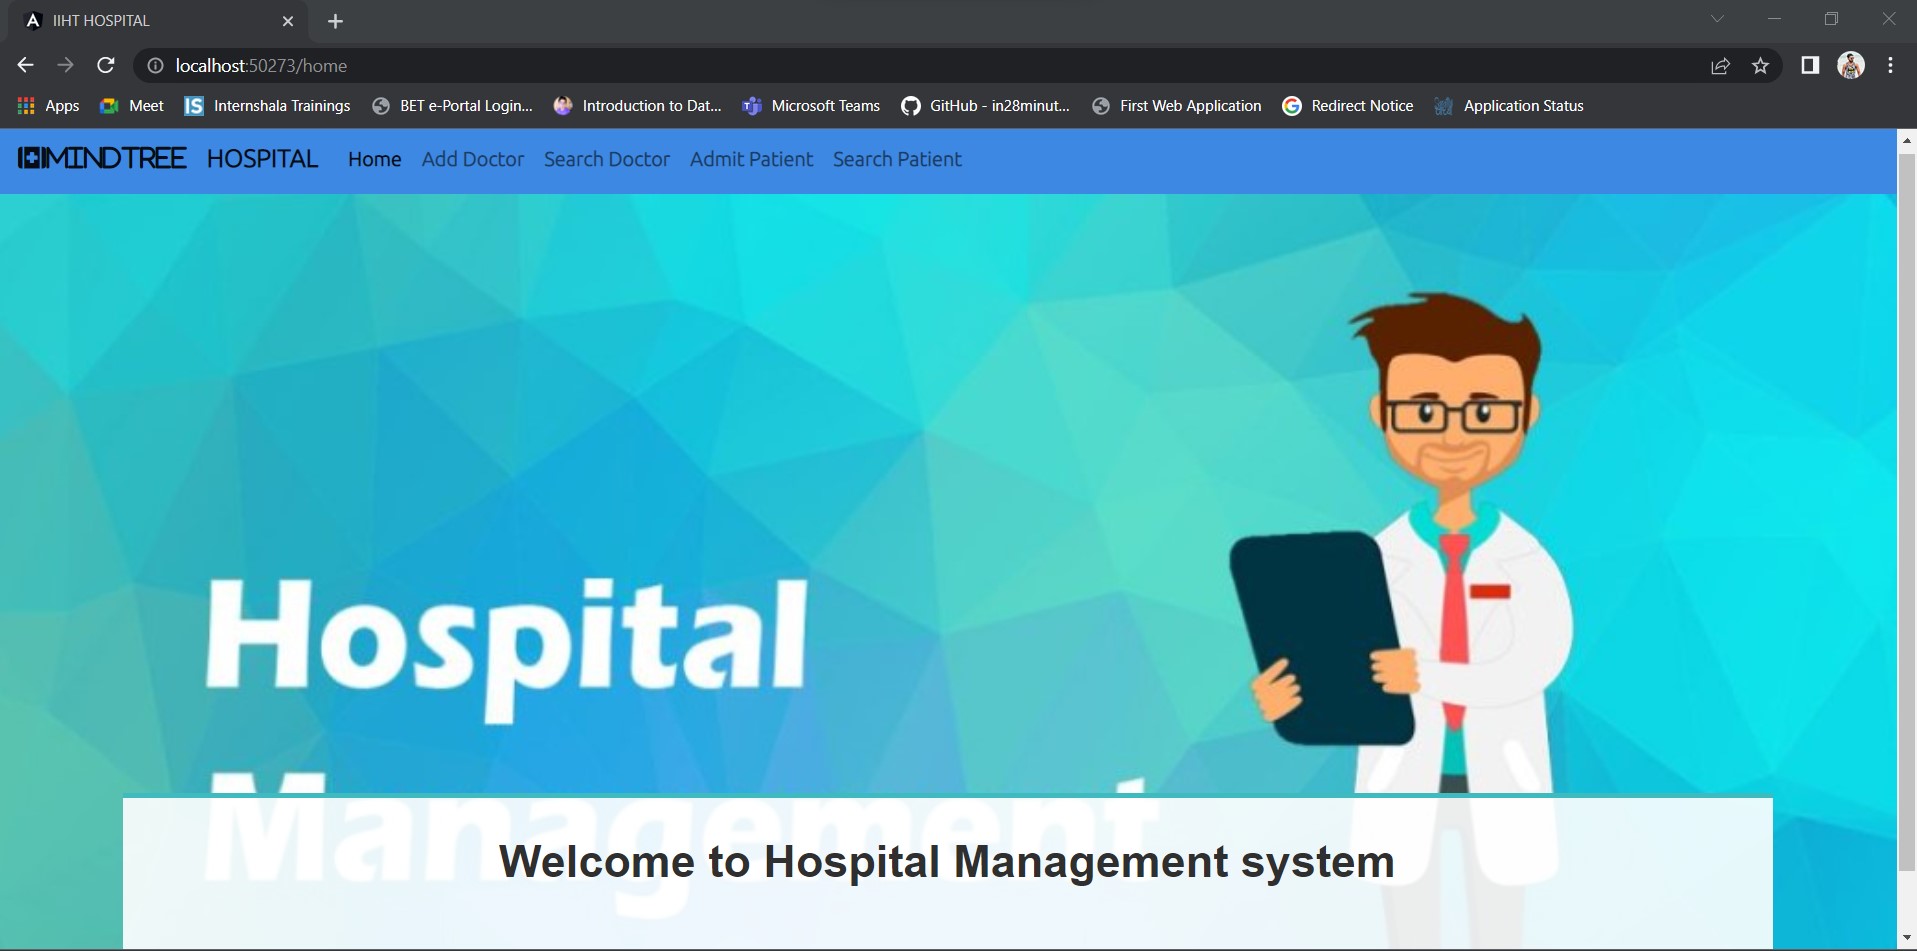 IIHT HOSPITAL
localhost:50273/home
Apps Meet Internshala Trainings BET e-Portal Login... Introduction to Dat... Microsoft Teams GitHub - in28minut... First Web Application Redirect Notice Application Status
MINDTREE HOSPITAL Home Add Doctor Search Doctor Admit Patient Search Patient
Hospital
Management
Welcome to Hospital Management system